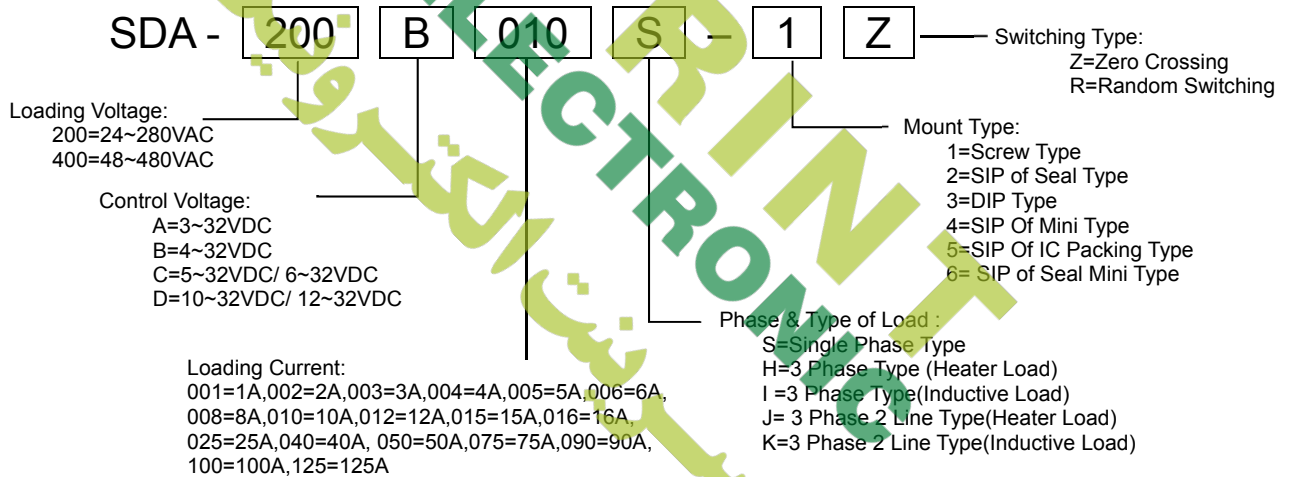 SDA - 200 B 010 S - 1 Z
Switching Type:
Z=Zero Crossing
R=Random Switching
Loading Voltage:
200=24~280VAC
400=48~480VAC
Mount Type:
1=Screw Type
2=SIP of Seal Type
3=DIP Type
4=SIP Of Mini Type
5=SIP Of IC Packing Type
6= SIP of Seal Mini Type
Control Voltage:
A=3~32VDC
B=4~32VDC
C=5~32VDC/ 6~32VDC
D=10~32VDC/ 12~32VDC
Phase & Type of Load :
S=Single Phase Type
H=3 Phase Type (Heater Load)
I =3 Phase Type(Inductive Load)
J= 3 Phase 2 Line Type(Heater Load)
K=3 Phase 2 Line Type(Inductive Load)
Loading Current:
001=1A,002=2A,003=3A,004=4A,005=5A,006=6A,
008=8A,010=10A,012=12A,015=15A,016=16A,
025=25A,040=40A, 050=50A,075=75A,090=90A,
100=100A,125=125A
RINT
ELECTRONIC